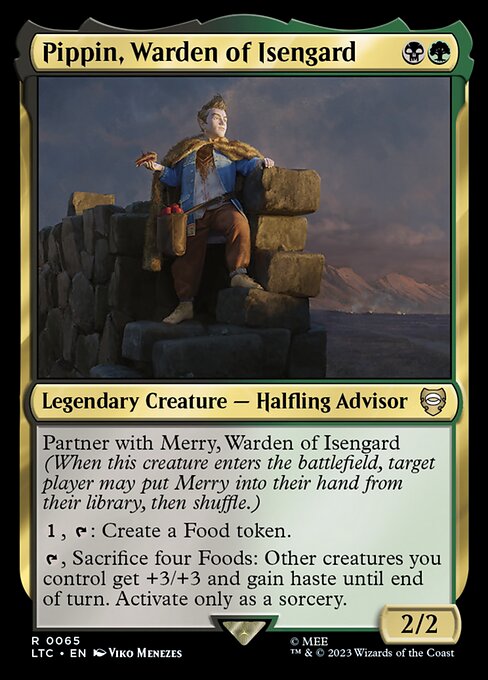 Pippin, Warden of Isengard
Legendary Creature — Halfling Advisor
Partner with Merry, Warden of Isengard
(When this creature enters the battlefield, target
player may put Merry into their hand from
their library, then shuffle.)
1, : Create a Food token.
, Sacrifice four Foods: Other creatures you
control get +3/+3 and gain haste until end
of turn. Activate only as a sorcery.
2/2
R 0065
LTC • EN Viko Menezes
© MEE
™ & © 2023 Wizards of the Coast